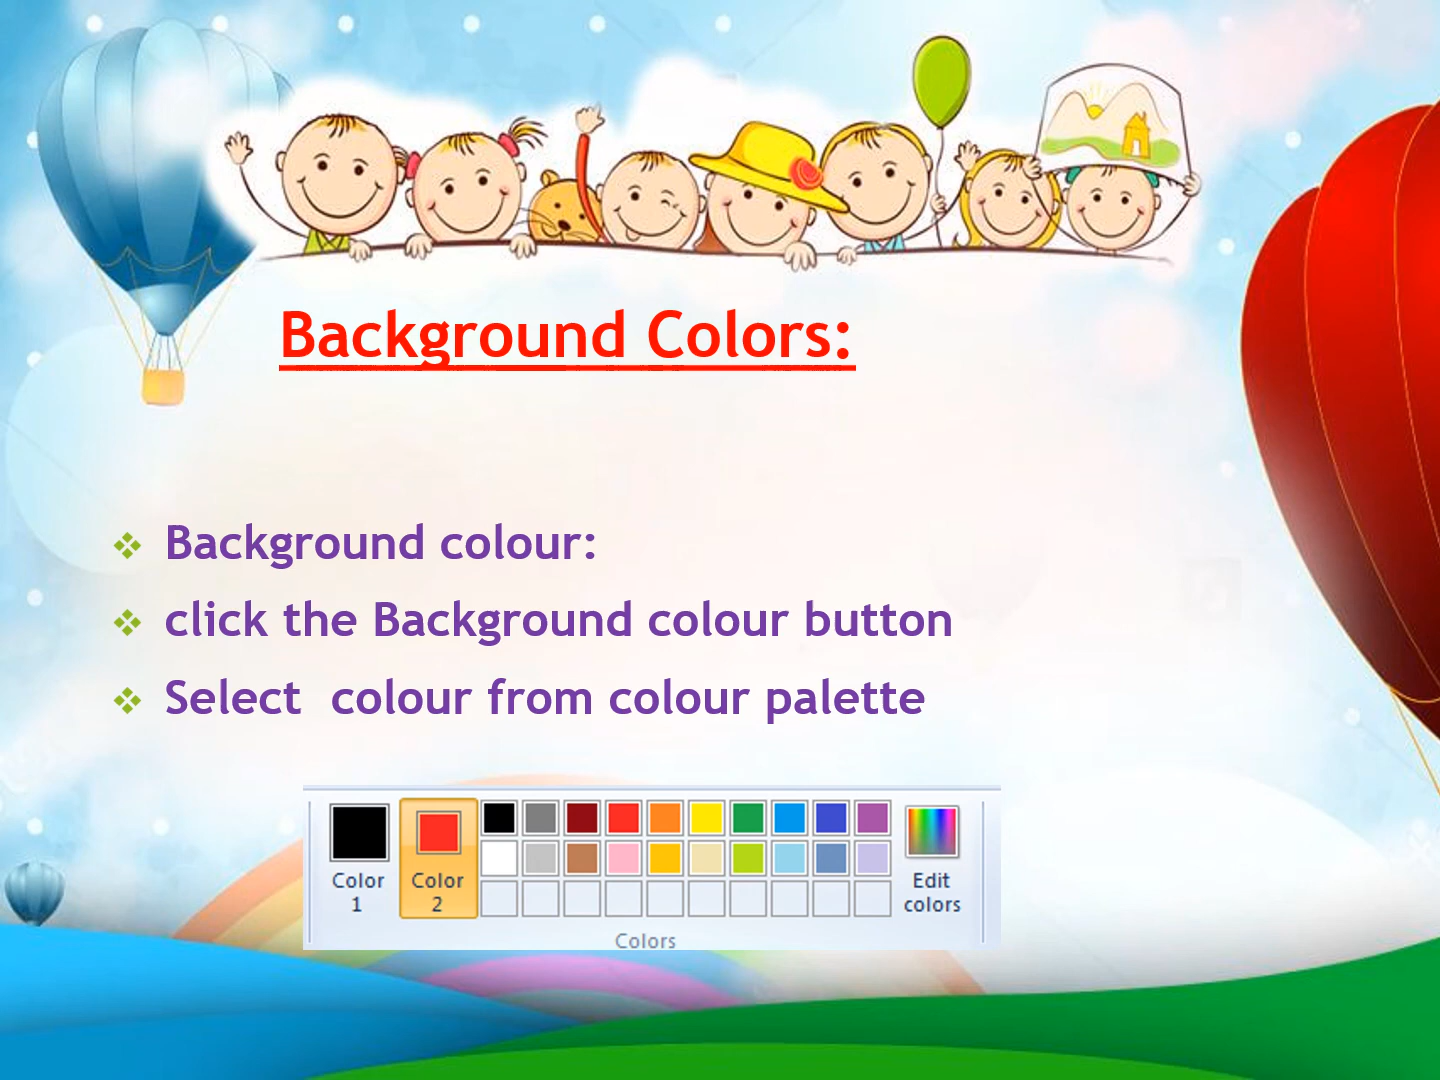 Background Colors:
Background colour:
click the Background colour button
Select colour from colour palette
Color 1
Color 2
Edit colors
Colors